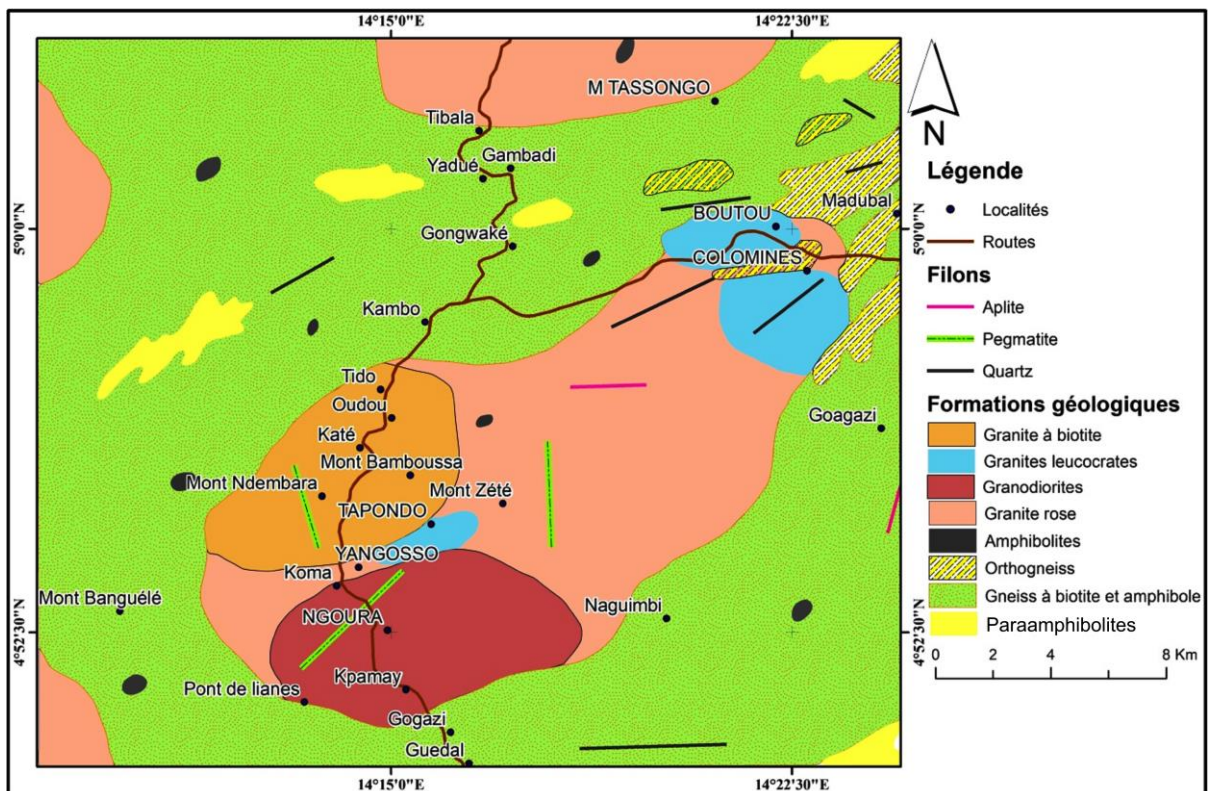 14°15'0"E
14°22'30"E
M TASSONGO
Tibala
Gambadi
Yadué
Madubal
BOUTOU
5°0'0"N
5°0'0"N
Gongwaké
COLOMINES
Kambo
Tido
Oudou
Goagazi
Katé
Mont Bamboussa
Mont Ndembara
Mont Zété
TAPONDO
YANGOSSO
Koma
Mont Banguélé
Naguimbi
NGOURA
4°52'30"N
4°52'30"N
Kpamay
Pont de lianes
Gogazi
Guedal
14°15'0"E
14°22'30"E
N
Légende
Localités
Routes
Filons
Aplite
Pegmatite
Quartz
Formations géologiques
Granite à biotite
Granites leucocrates
Granodiorites
Granite rose
Amphibolites
Orthogneiss
Gneiss à biotite et amphibole
Paraamphibolites
0 2 4 8 Km